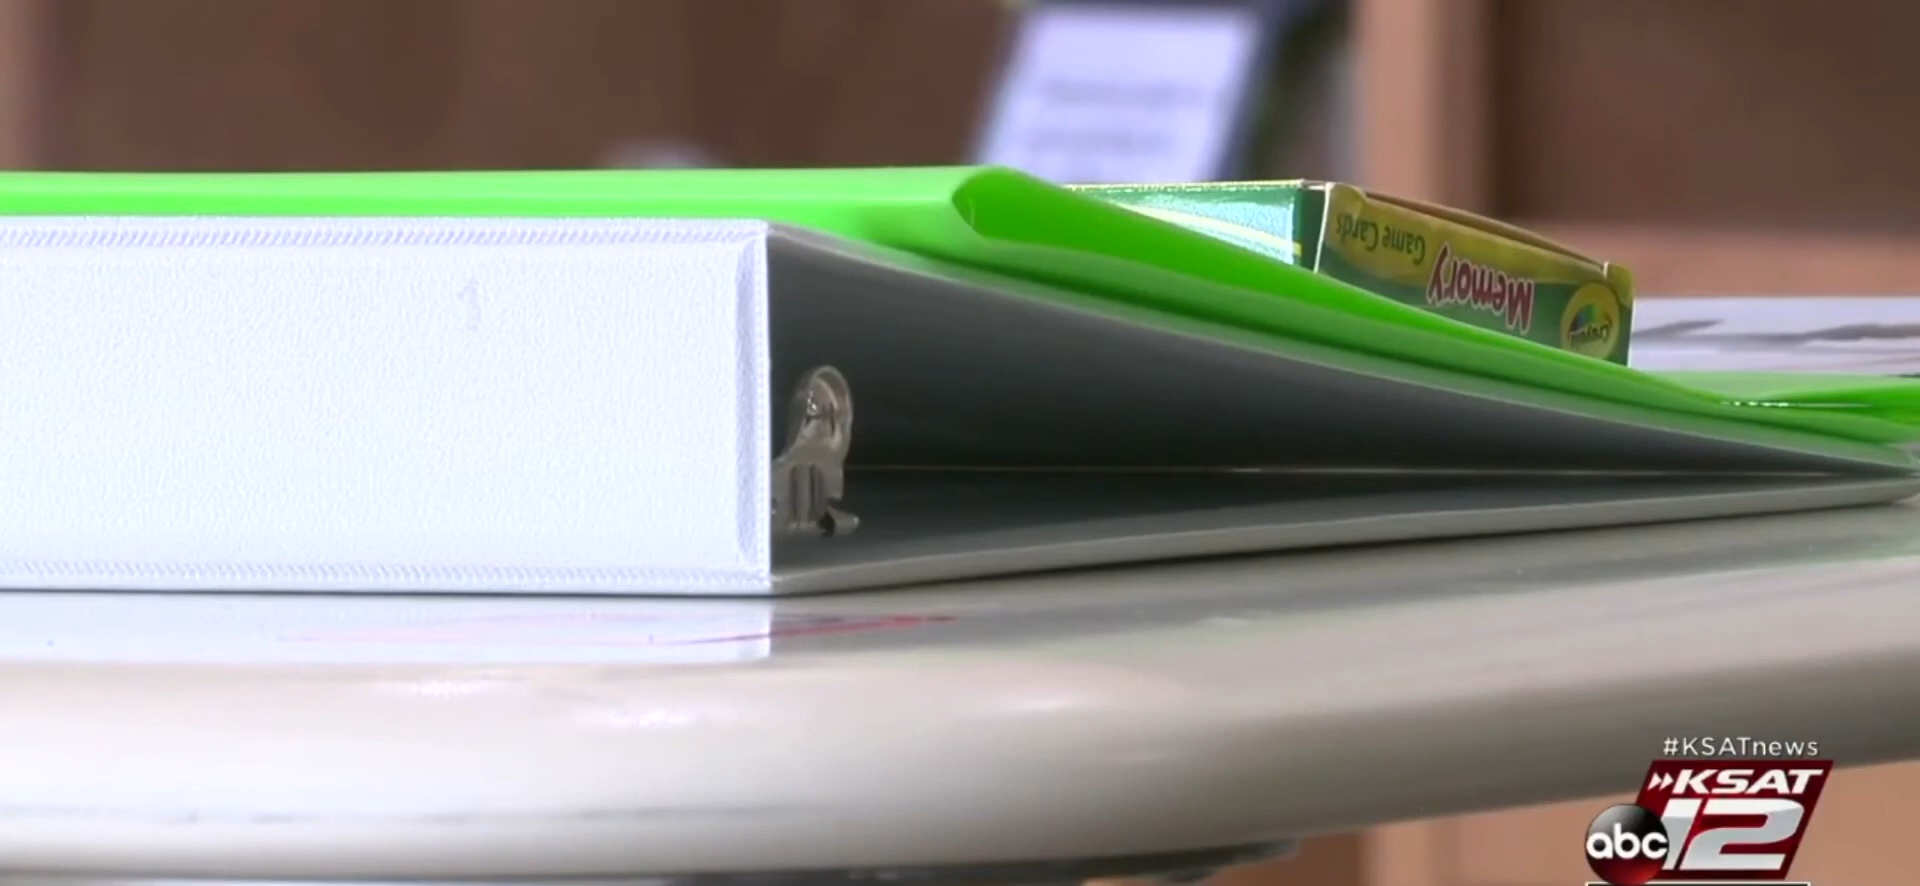 Game Cards
Memory
Crayola
#KSATnews
KSAT
12
abc